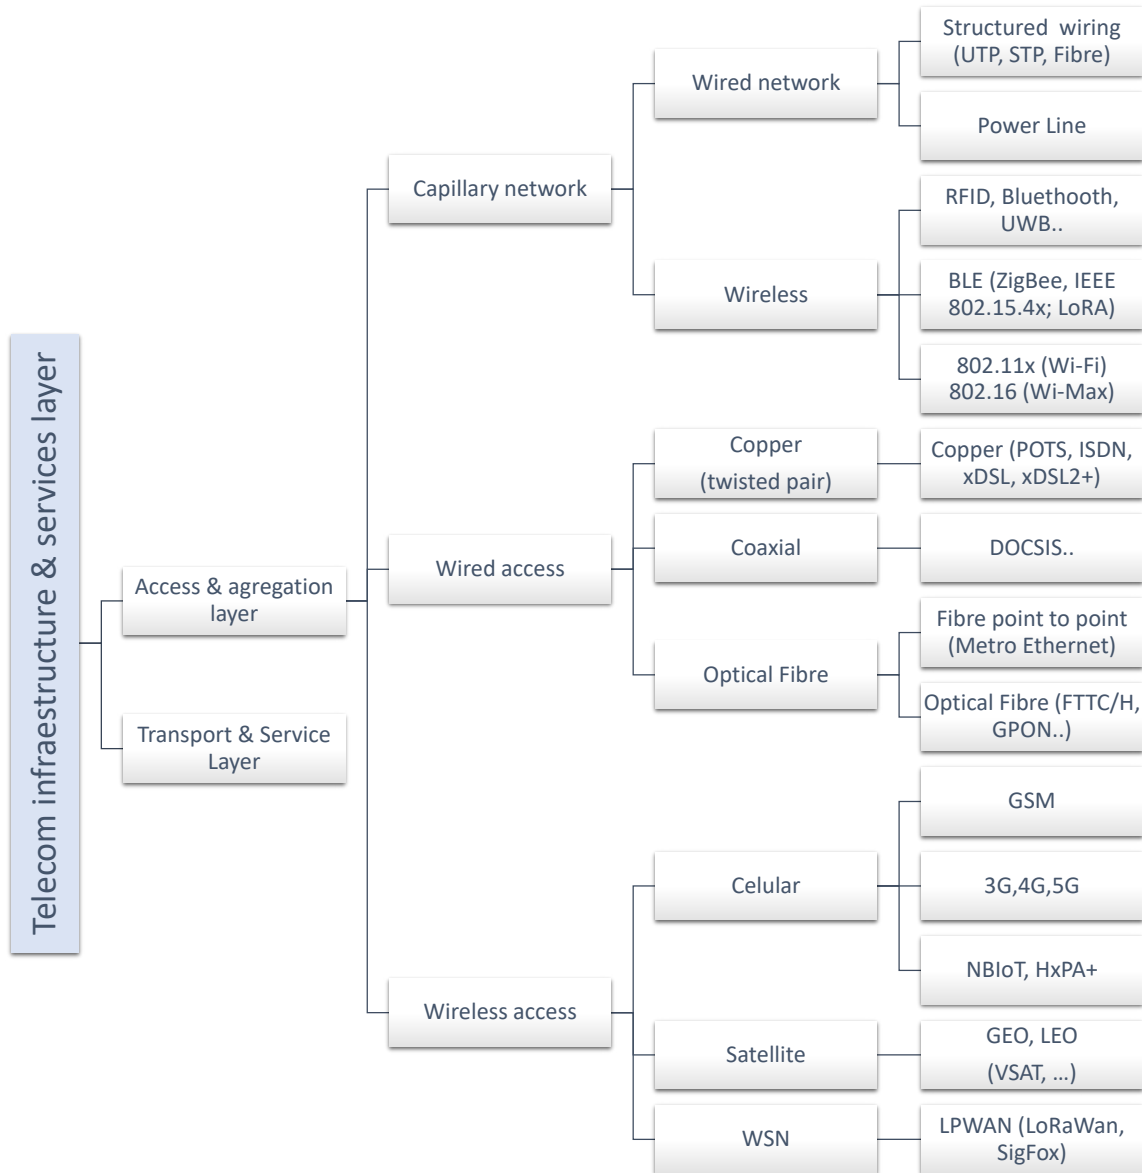 Telecom infraestructure & services layer
Access & agregation
layer
Transport & Service
Layer
Capillary network
Wired access
Wireless access
Wired network
Wireless
Copper
(twisted pair)
Coaxial
Optical Fibre
Celular
Satellite
WSN
Structured wiring
(UTP, STP, Fibre)
Power Line
RFID, Bluethooth,
UWB..
BLE (ZigBee, IEEE
802.15.4x; LoRA)
802.11x (Wi-Fi)
802.16 (Wi-Max)
Copper (POTS, ISDN,
xDSL, xDSL2+)
DOCSIS..
Fibre point to point
(Metro Ethernet)
Optical Fibre (FTTC/H,
GPON..)
GSM
3G,4G,5G
NBIoT, HxPA+
GEO, LEO
(VSAT, ...)
LPWAN (LoRaWan,
SigFox)